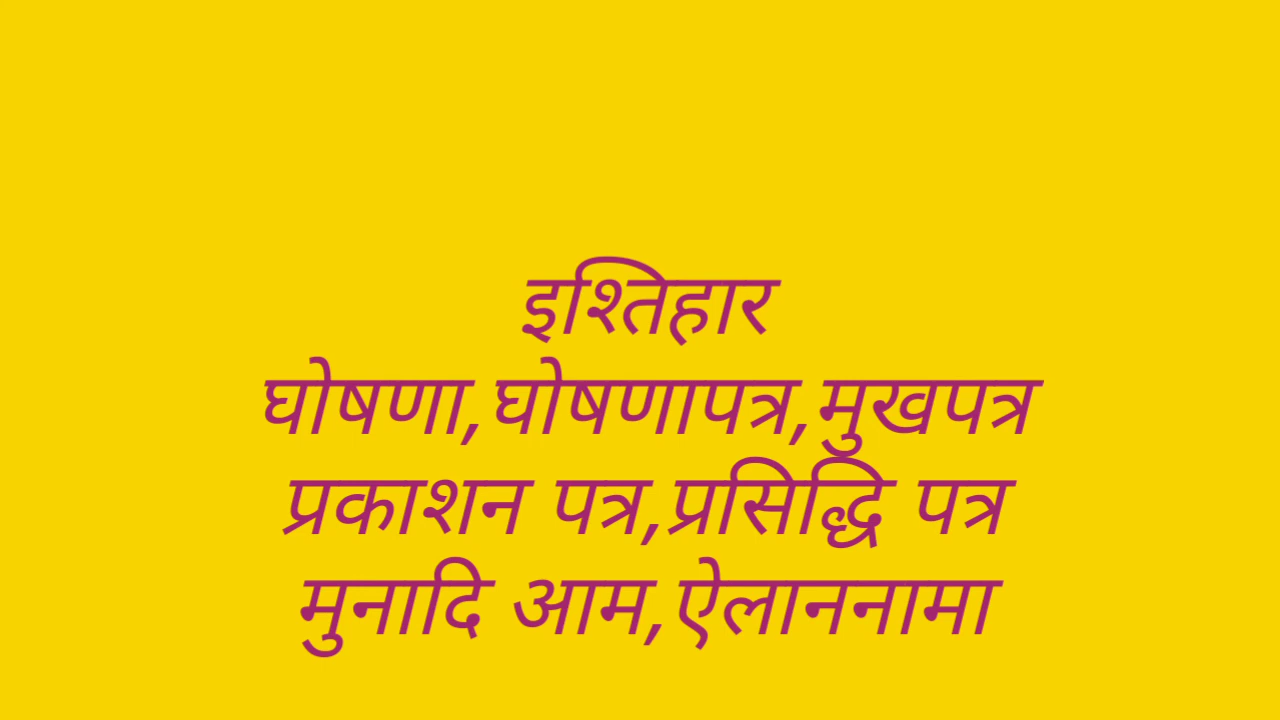 इश्तिहार
घोषणा,घोषणापत्र,मुखपत्र
प्रकाशन पत्र,प्रसिद्धि पत्र
मुनादि आम,ऐलाननामा